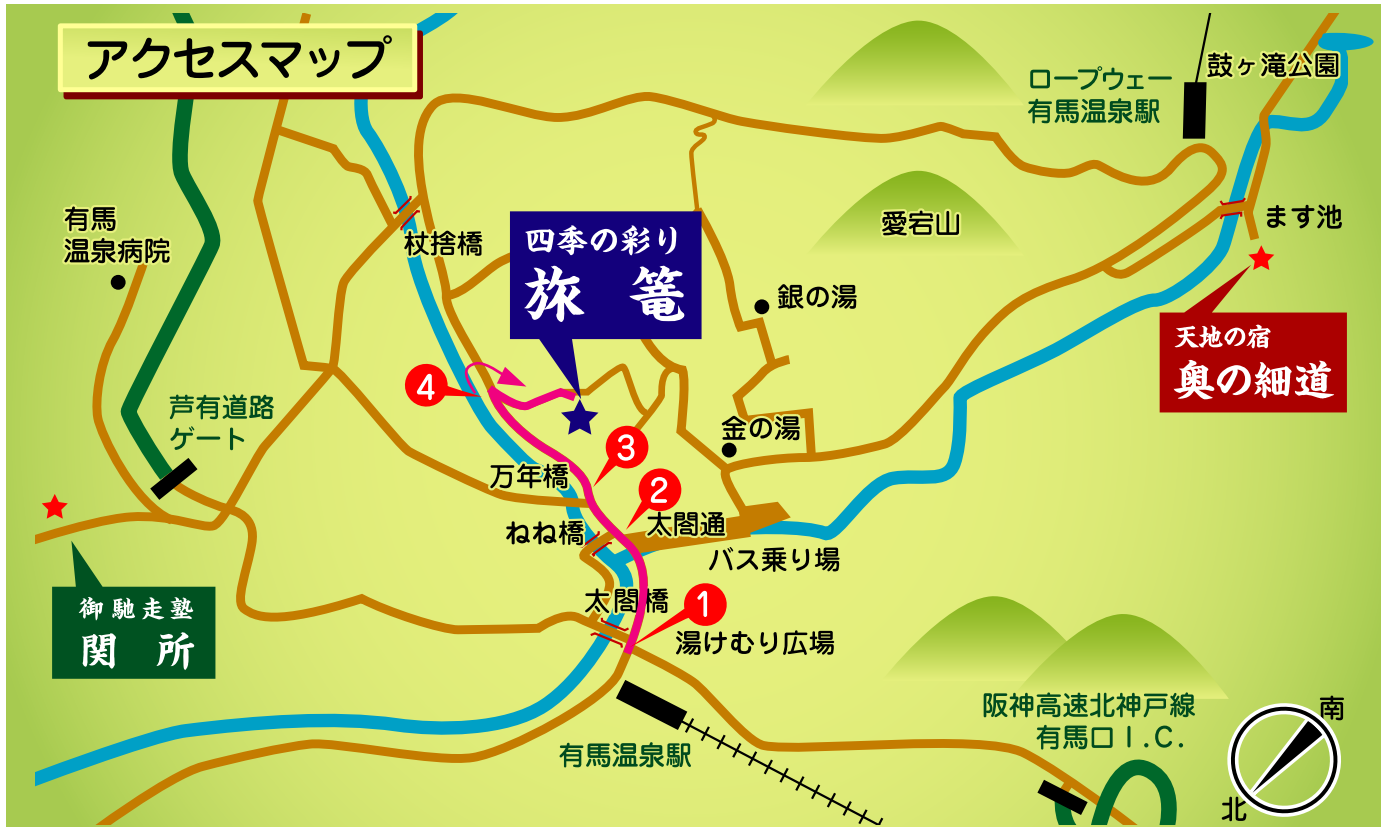 アクセスマップ
ロープウェー
有馬温泉駅
鼓ヶ滝公園
有馬
温泉病院
杖捨橋
四季の彩り
旅 篭
愛宕山
ます池
銀の湯
天地の宿
奥の細道
芦有道路
ゲート
4
金の湯
3
万年橋
2
ねね橋
太閤通
バス乗り場
御馳走塾
関 所
太閤橋
1
湯けむり広場
有馬温泉駅
阪神高速北神戸線
有馬口I.C.
南
北